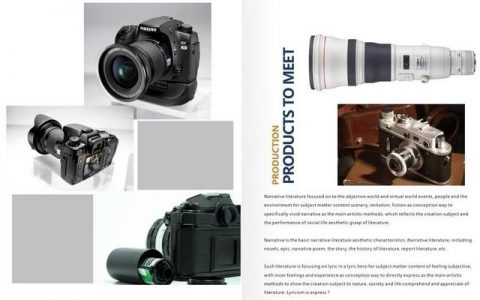 SAMSUNG
PRODUCTION
PRODUCTS TO MEET
Narrative literature focused on to the objective world and virtual world events, people and the
environment for subject matter content scenery, imitation, fiction as conception way to
specifically vivid narrative as the main artistic methods, which reflects the creation subject and
the performance of social life aesthetic grasp of literature.
Narrative is the basic narrative literature aesthetic characteristics. Narrative literature, including
novels, epic, narrative poem, the story, the history of literature, report literature, etc.
Such literature is focusing on lyric in a lyric hero for subject matter content of feeling subjective,
with inner feelings and experience as conception way to directly express as the main artistic
methods to show the creation subject to nature, society and life comprehend and appreciate of
literature. Lyricism is express ?